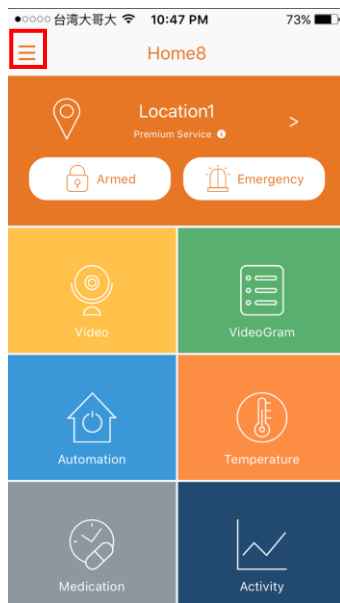 台湾大哥大 10:47 PM 73%
Home8
Location1
Premium Service
Armed Emergency
Video VideoGram
Automation Temperature
Medication Activity